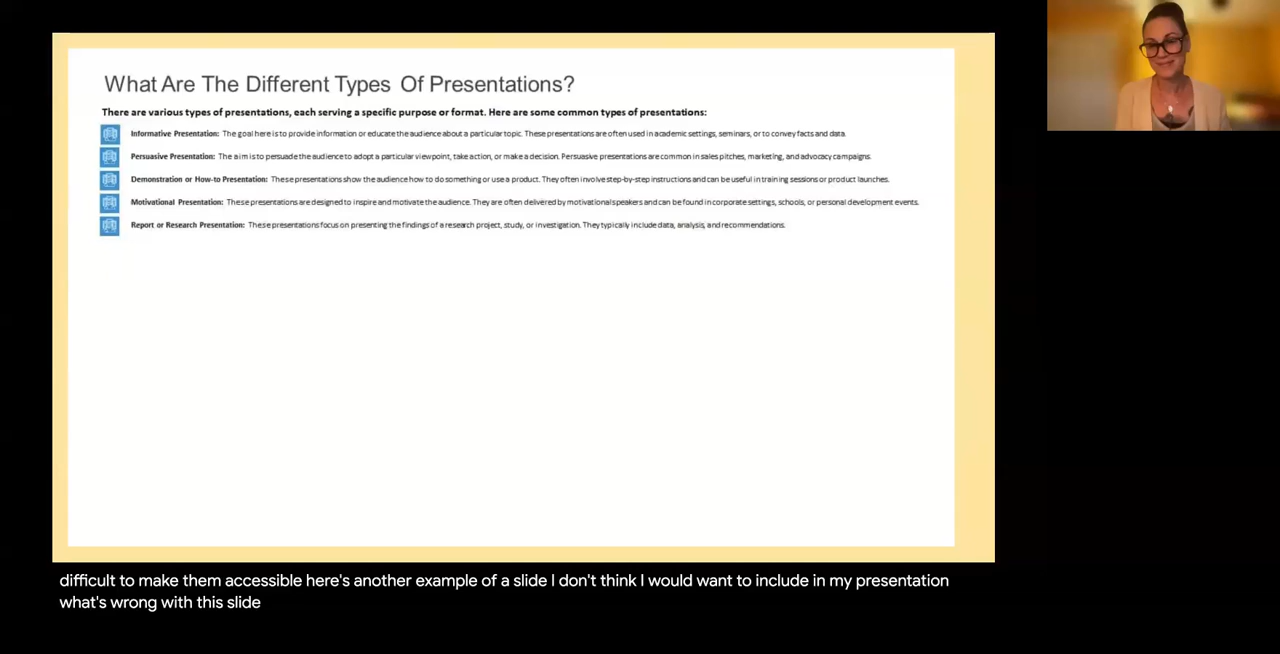 What Are The Different Types Of Presentations?
There are various types of presentations, each serving a specific purpose or format. Here are some common types of presentations:
Informative Presentation: The goal here is to provide information or educate the audience about a particular topic. These presentations are often used in academic settings, seminars, or to convey facts and data.
Persuasive Presentation: The aim is to persuade the audience to adopt a particular viewpoint, take action, or make a decision. Persuasive presentations are common in sales pitches, marketing, and advocacy campaigns.
Demonstration or How-to Presentation: These presentations show the audience how to do something or use a product. They often involve step-by-step instructions and can be useful in training sessions or product launches.
Motivational Presentation: These presentations are designed to inspire and motivate the audience. They are often delivered by motivational speakers and can be found in corporate settings, schools, or personal development events.
Report or Research Presentation: These presentations focus on presenting the findings of a research project, study, or investigation. They typically include data, analysis, and recommendations.
difficult to make them accessible here's another example of a slide I don't think I would want to include in my presentation
what's wrong with this slide